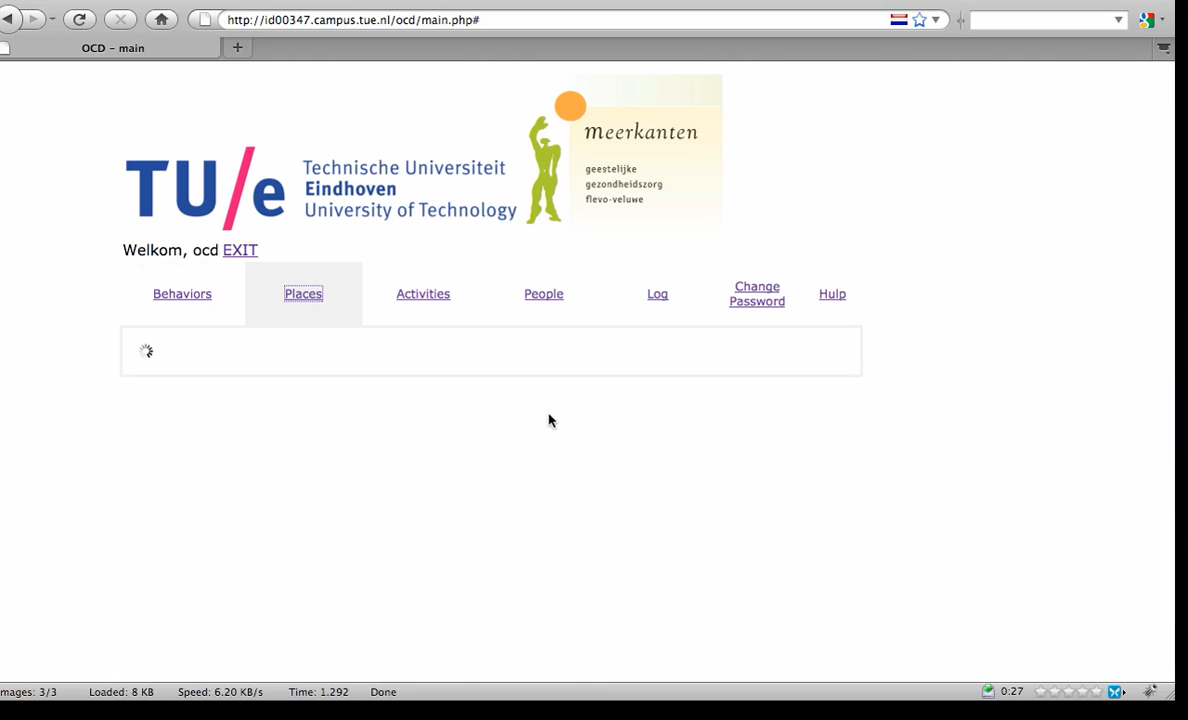 http://id00347.campus.tue.nl/ocd/main.php#
OCD - main
meerkanten
geestelijke
gezondheidszorg
flevo-veluwe
TU/e
Technische Universiteit
Eindhoven
University of Technology
Welkom, ocd EXIT
Behaviors
Places
Activities
People
Log
Change
Password
Hulp
mages: 3/3 Loaded: 8 KB Speed: 6.20 KB/s Time: 1.292 Done 0:27